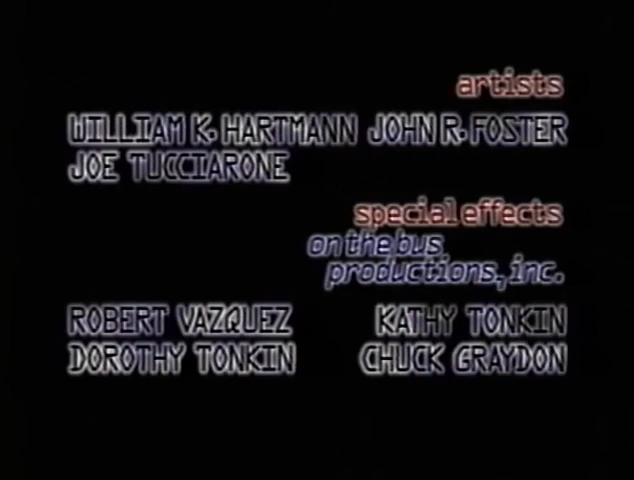 artists
WILLIAM K. HARTMANN JOHN R. FOSTER
JOE TUCCIARONE
special effects
on the bus
productions, inc.
ROBERT VAZQUEZ KATHY TONKIN
DOROTHY TONKIN CHUCK GRAYDON